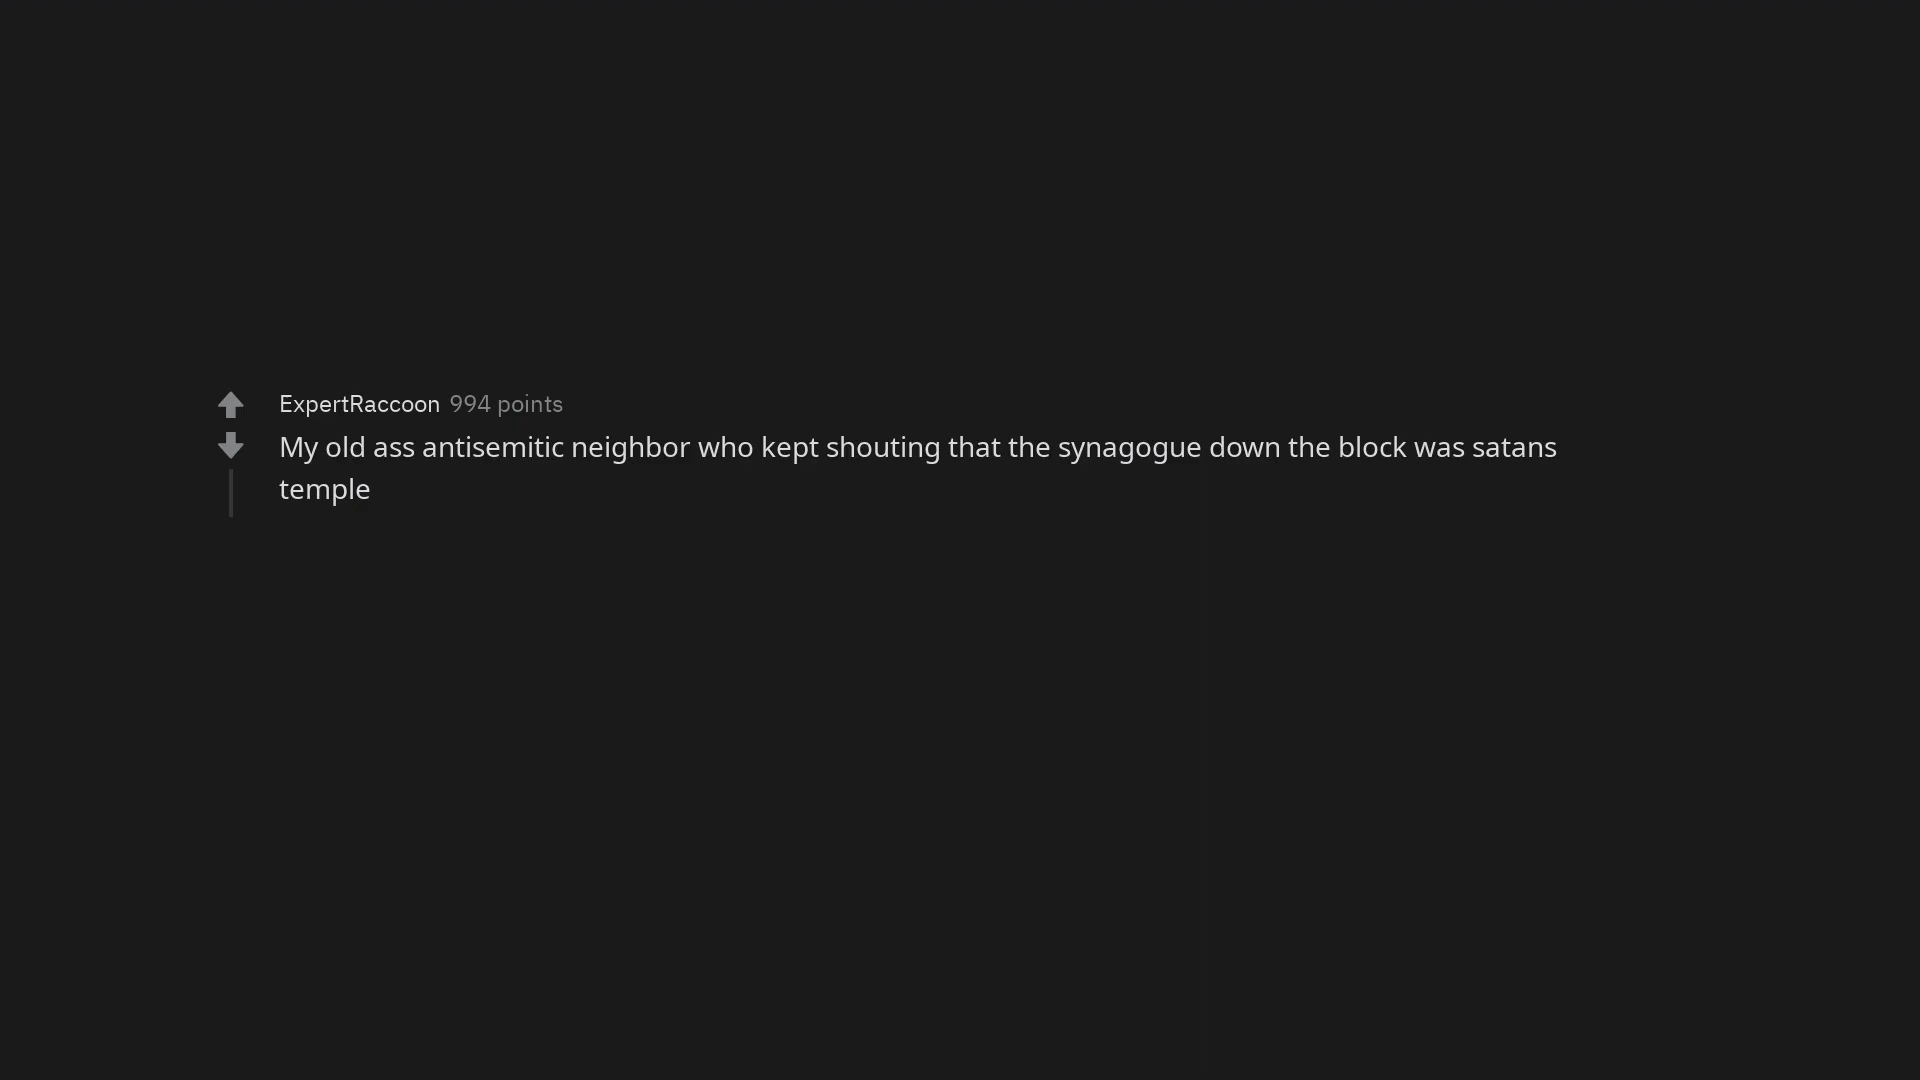 ExpertRaccoon 994 points
My old ass antisemitic neighbor who kept shouting that the synagogue down the block was satans
temple